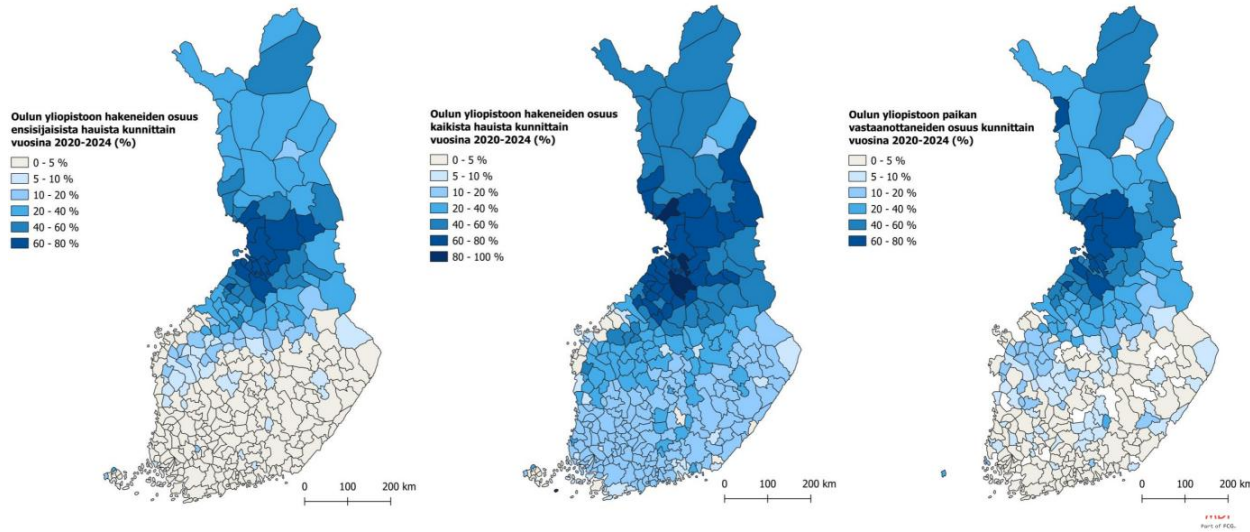 Oulun yliopistoon hakeneiden osuus
ensisijaisista hauista kunnittain
vuosina 2020-2024 (%)
0 - 5 %
5 - 10 %
10 - 20 %
20 - 40 %
40 - 60 %
60 - 80 %
0 100 200 km
Oulun yliopistoon hakeneiden osuus
kaikista hauista kunnittain
vuosina 2020-2024 (%)
0 - 5 %
5 - 10 %
10 - 20 %
20 - 40 %
40 - 60 %
60 - 80 %
80 - 100 %
0 100 200 km
Oulun yliopistoon paikan
vastaanottaneiden osuus kunnittain
vuosina 2020-2024 (%)
0 - 5 %
5 - 10 %
10 - 20 %
20 - 40 %
40 - 60 %
60 - 80 %
0 100 200 km
Part of FCG.